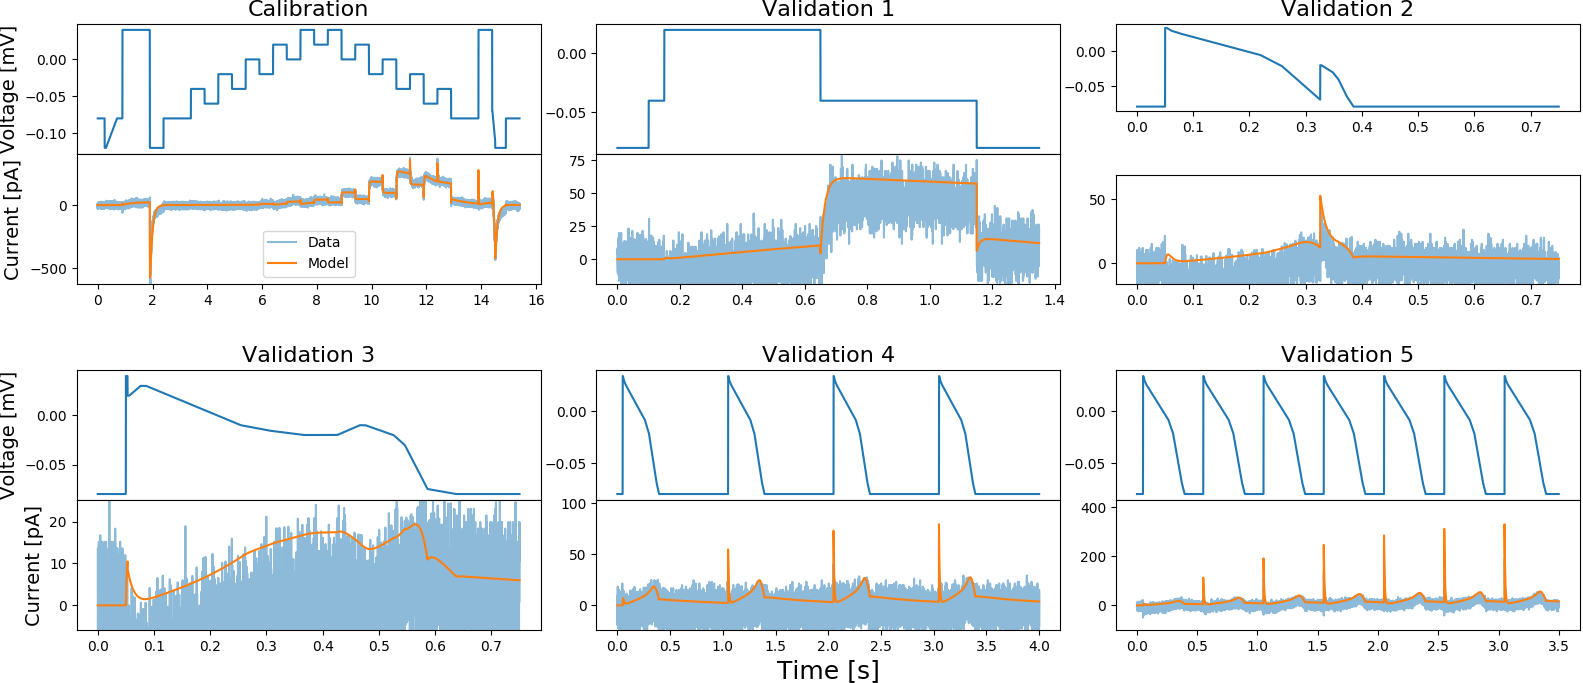 Calibration
Validation 1
Validation 2
Voltage [mV]
0.00
−0.05
−0.10
0.00
−0.05
0.00
−0.05
0.0 0.1 0.2 0.3 0.4 0.5 0.6 0.7
Current [pA]
0
−500
Data
Model
75
50
25
0
50
0
0 2 4 6 8 10 12 14 16
0.0 0.2 0.4 0.6 0.8 1.0 1.2 1.4
0.0 0.1 0.2 0.3 0.4 0.5 0.6 0.7
Validation 3
Validation 4
Validation 5
Voltage [mV]
0.00
−0.05
0.00
−0.05
0.00
−0.05
Current [pA]
20
10
0
100
50
0
400
200
0
0.0 0.1 0.2 0.3 0.4 0.5 0.6 0.7
0.0 0.5 1.0 1.5 2.0 2.5 3.0 3.5 4.0
0.0 0.5 1.0 1.5 2.0 2.5 3.0 3.5
Time [s]